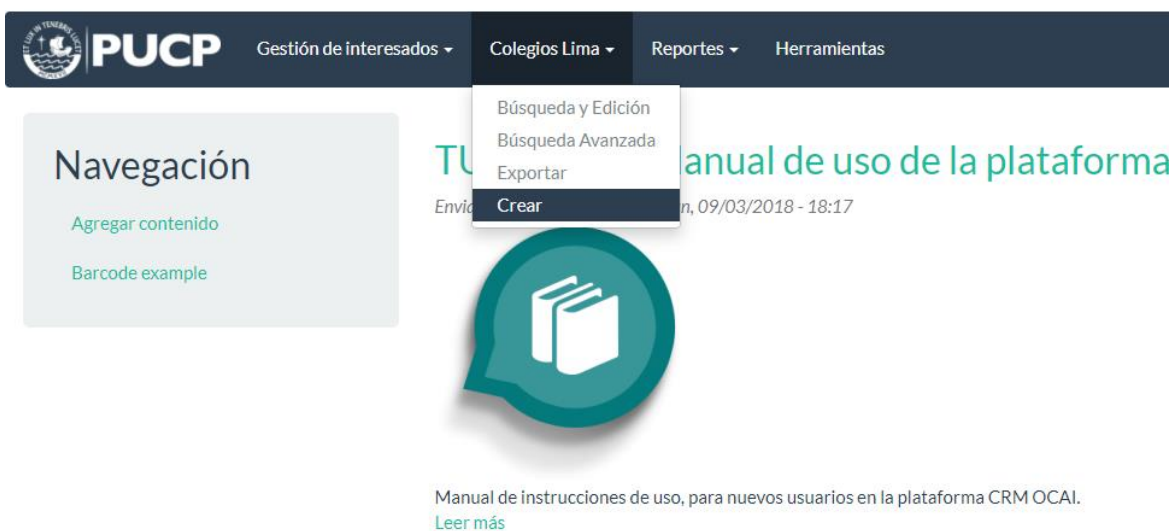 PUCP
Gestión de interesados
Colegios Lima
Reportes
Herramientas
Búsqueda y Edición
Búsqueda Avanzada
Exportar
Crear
Navegación
Agregar contenido
Barcode example
TU
anual de uso de la plataforma
Envi
09/03/2018 - 18:17
Manual de instrucciones de uso, para nuevos usuarios en la plataforma CRM OCAI.
Leer más